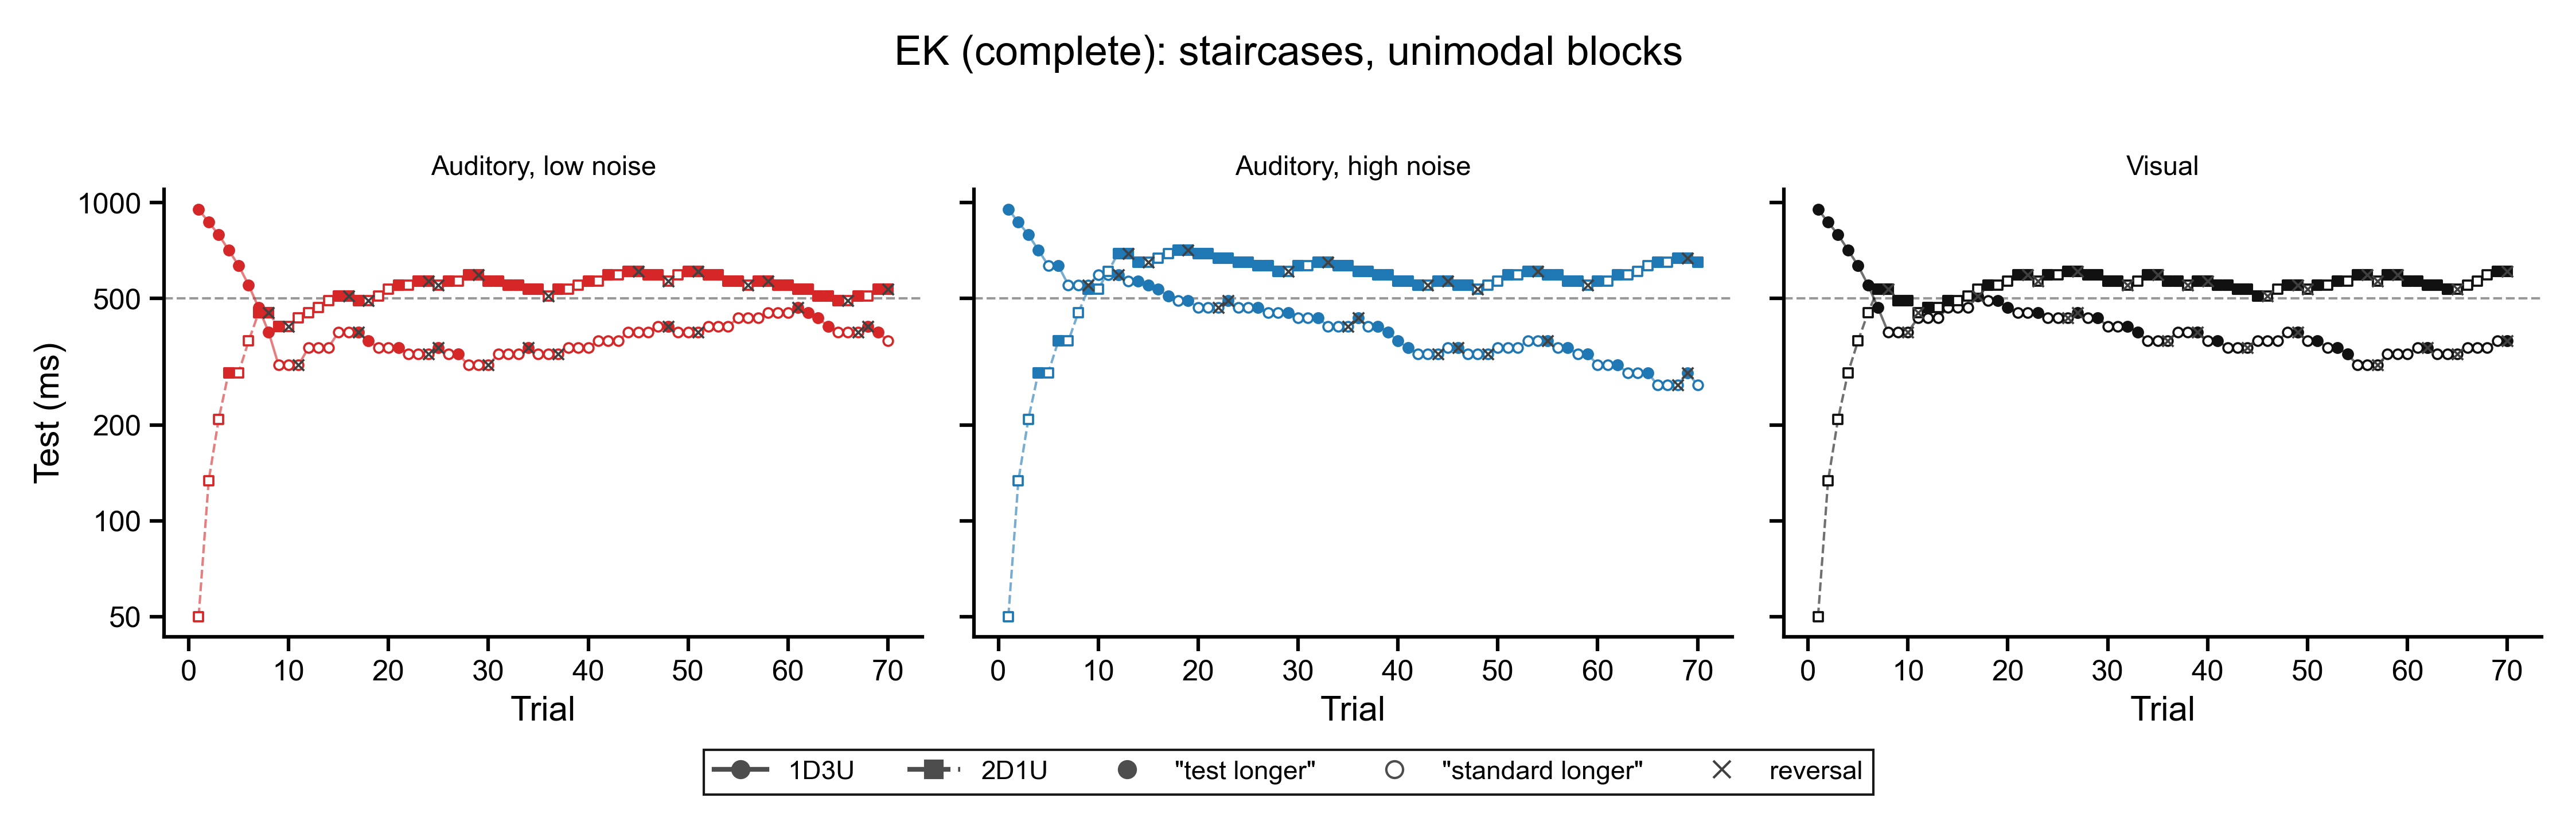 EK (complete): staircases, unimodal blocks
Auditory, low noise
Auditory, high noise
Visual
Test (ms)
1000
500
200
100
50
0 10 20 30 40 50 60 70
0 10 20 30 40 50 60 70
0 10 20 30 40 50 60 70
Trial
Trial
Trial
1D3U
2D1U
"test longer"
"standard longer"
reversal